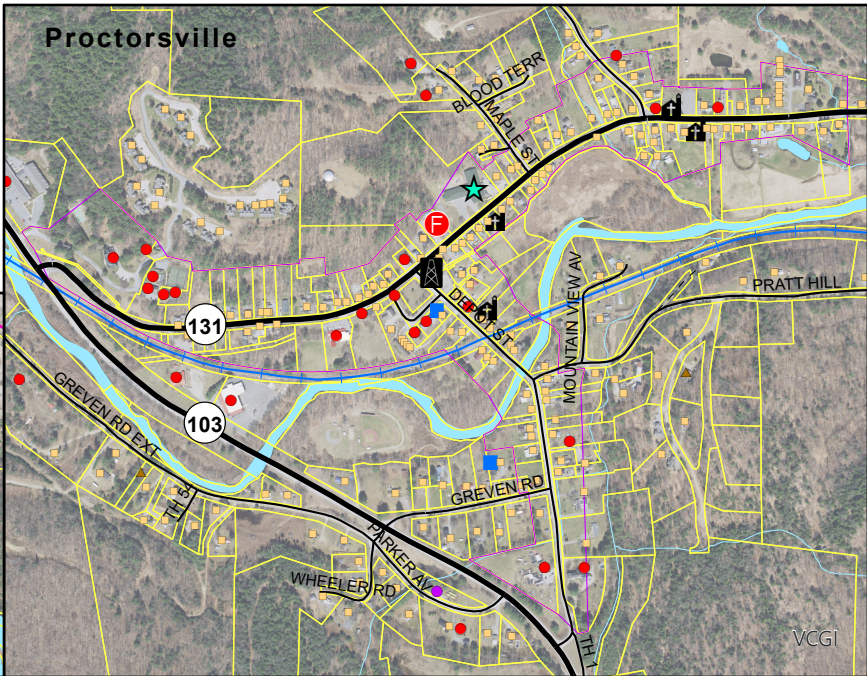 Proctorsville
BLOOD TERR
MAPLE ST
F
MOUNTAIN VIEW AV
PRATT HILL
DEPOT ST
131
103
GREVEN RD EXT
TH 54
GREVEN RD
PARKER AV
WHEELER RD
TH 1
VCGI